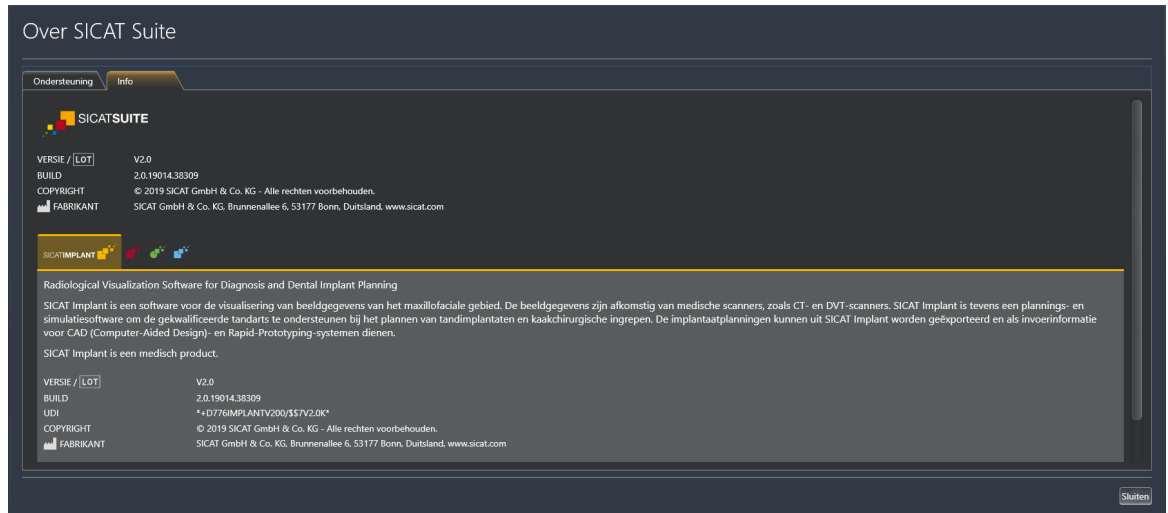 Over SICAT Suite
Ondersteuning Info
SICATSUITE
VERSIE / LOT V2.0
BUILD 2.0.19014.38309
COPYRIGHT © 2019 SICAT GmbH & Co. KG - Alle rechten voorbehouden.
FABRIKANT SICAT GmbH & Co. KG, Brunnenallee 6, 53177 Bonn, Duitsland, www.sicat.com
SICATIMPLANT
Radiological Visualization Software for Diagnosis and Dental Implant Planning
SICAT Implant is een software voor de visualisering van beeldgegevens van het maxillofaciale gebied. De beeldgegevens zijn afkomstig van medische scanners, zoals CT- en DVT-scanners. SICAT Implant is tevens een plannings- en
simulatiesoftware om de gekwalificeerde tandarts te ondersteunen bij het plannen van tandimplantaten en kaakchirurgische ingrepen. De implantaatplanningen kunnen uit SICAT Implant worden geëxporteerd en als invoerinformatie
voor CAD (Computer-Aided Design)- en Rapid-Prototyping-systemen dienen.
SICAT Implant is een medisch product.
VERSIE / LOT V2.0
BUILD 2.0.19014.38309
UDI *+D776IMPLANTV200/$$7V2.0K*
COPYRIGHT © 2019 SICAT GmbH & Co. KG - Alle rechten voorbehouden.
FABRIKANT SICAT GmbH & Co. KG, Brunnenallee 6, 53177 Bonn, Duitsland, www.sicat.com
Sluiten